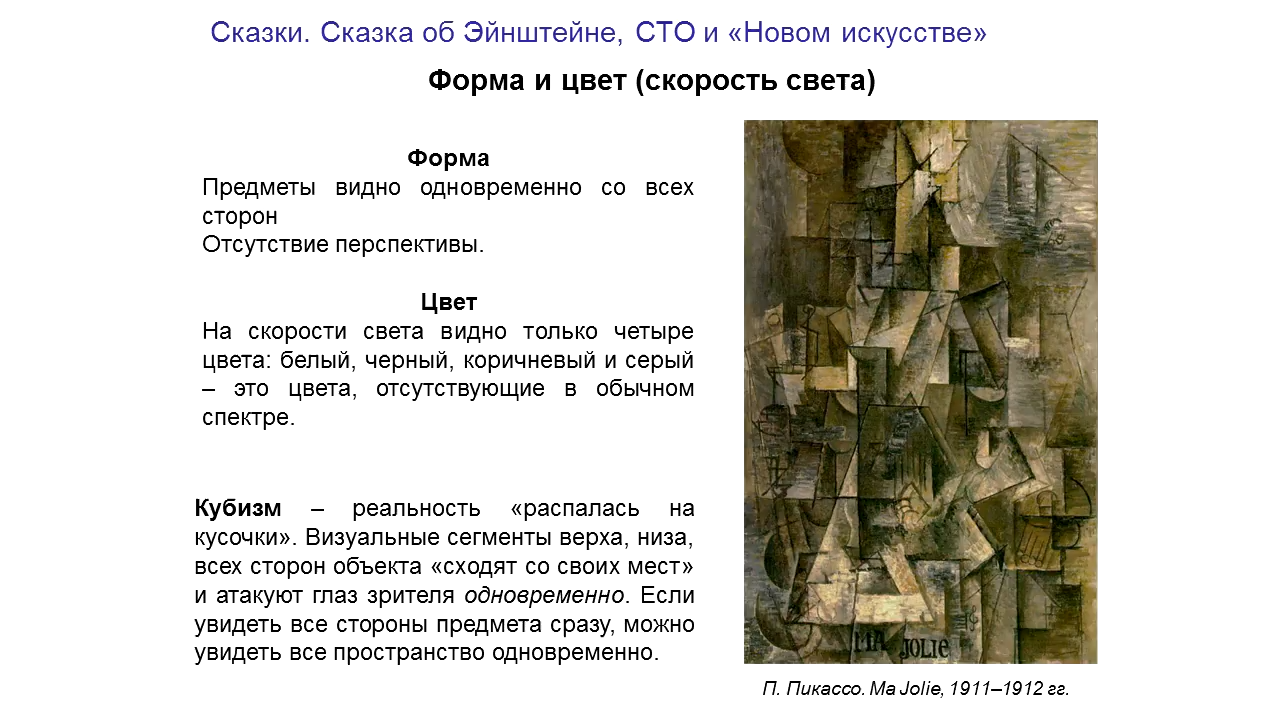 Сказки. Сказка об Эйнштейне, СТО и «Новом искусстве»
Форма и цвет (скорость света)
Форма
Предметы видно одновременно со всех
сторон
Отсутствие перспективы.
Цвет
На скорости света видно только четыре
цвета: белый, черный, коричневый и серый
– это цвета, отсутствующие в обычном
спектре.
Кубизм – реальность «распалась на
кусочки». Визуальные сегменты верха, низа,
всех сторон объекта «сходят со своих мест»
и атакуют глаз зрителя одновременно. Если
увидеть все стороны предмета сразу, можно
увидеть все пространство одновременно.
MA JOLIE
П. Пикассо. Ma Jolie, 1911–1912 гг.